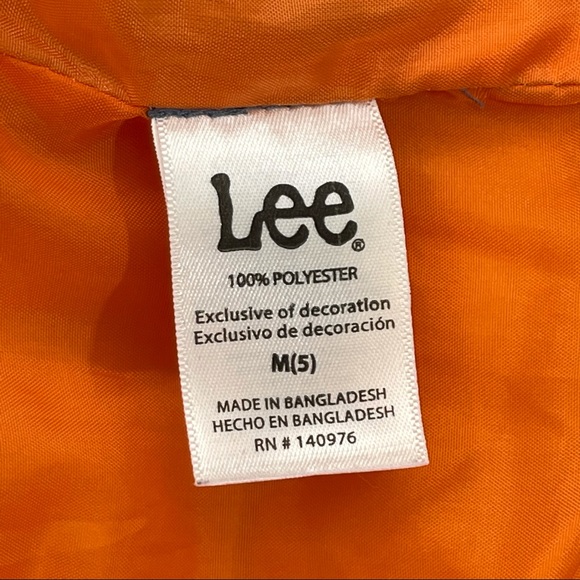 Lee®
100% POLYESTER
Exclusive of decoration
Exclusivo de decoración
M(5)
MADE IN BANGLADESH
HECHO EN BANGLADESH
RN # 140976